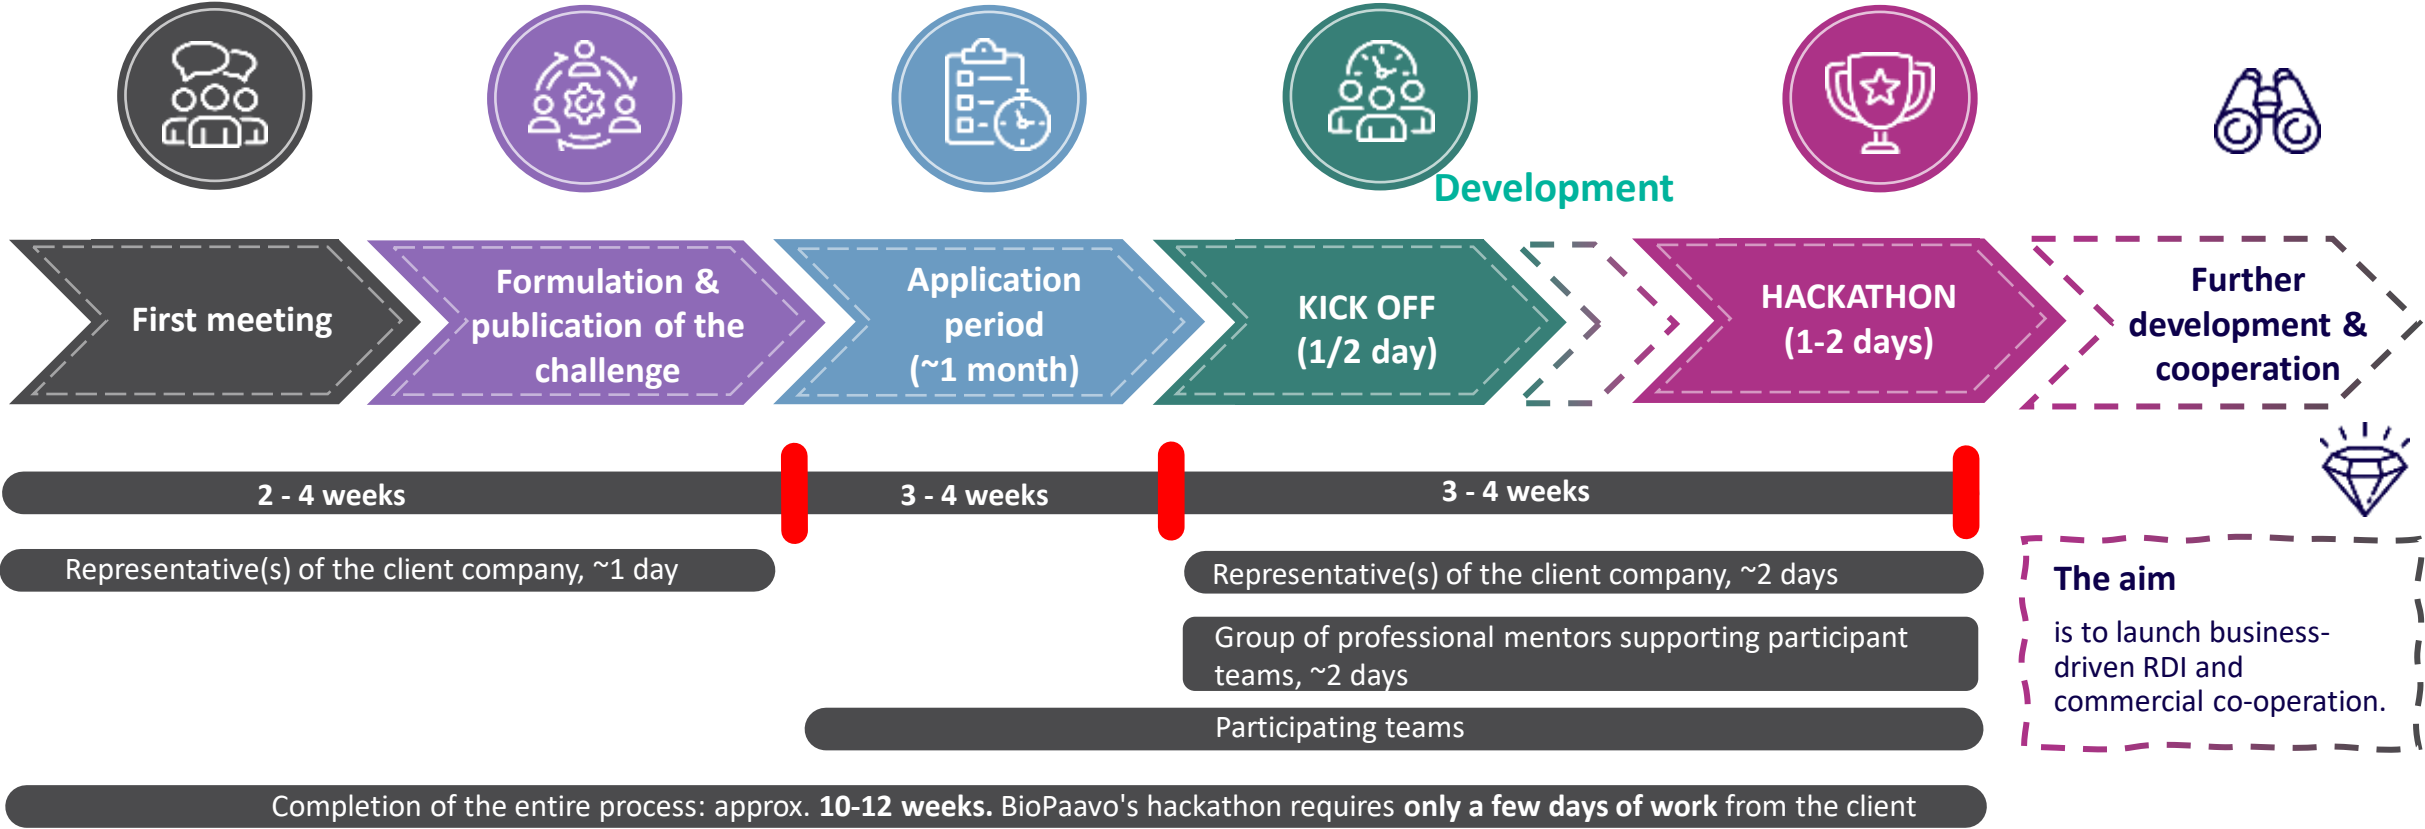 Development
First meeting
Formulation &
publication of the
challenge
Application
period
(~1 month)
KICK OFF
(1/2 day)
HACKATHON
(1-2 days)
Further
development &
cooperation
2 - 4 weeks
3 - 4 weeks
3 - 4 weeks
Representative(s) of the client company, ~1 day
Representative(s) of the client company, ~2 days
Group of professional mentors supporting participant
teams, ~2 days
Participating teams
Completion of the entire process: approx. 10-12 weeks. BioPaavo's hackathon requires only a few days of work from the client
The aim
is to launch business-
driven RDI and
commercial co-operation.